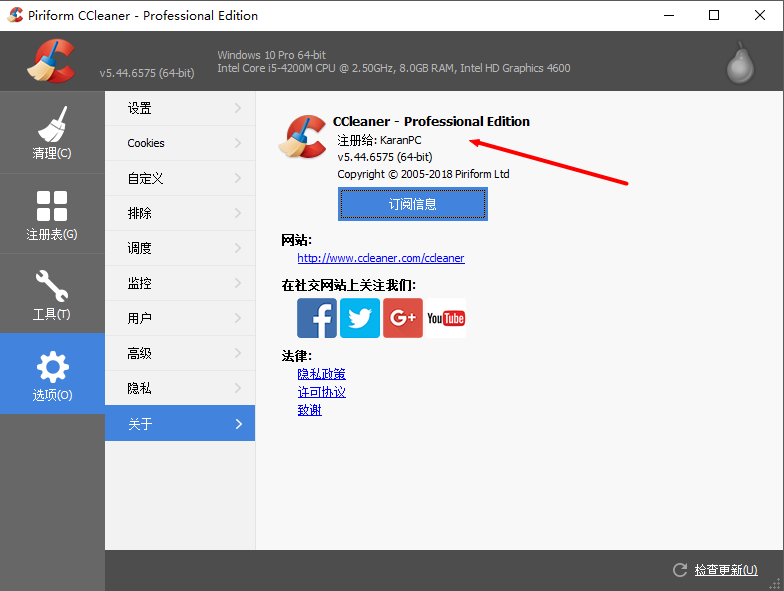 Piriform CCleaner - Professional Edition
v5.44.6575 (64-bit)
Windows 10 Pro 64-bit
Intel Core i5-4200M CPU @ 2.50GHz, 8.0GB RAM, Intel HD Graphics 4600
清理(C)
注册表(G)
工具(T)
选项(O)
设置
Cookies
自定义
排除
调度
监控
用户
高级
隐私
关于
CCleaner - Professional Edition
注册给: KaranPC
v5.44.6575 (64-bit)
Copyright © 2005-2018 Piriform Ltd
订阅信息
网站:
http://www.ccleaner.com/ccleaner
在社交网站上关注我们:
f
G+
YouTube
法律:
隐私政策
许可协议
致谢
检查更新(U)